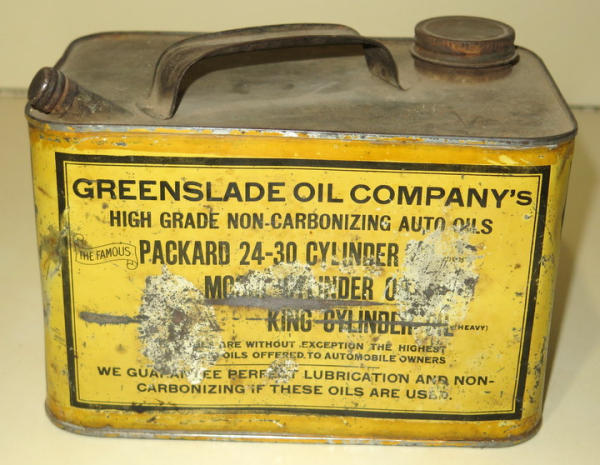 GREENSLADE OIL COMPANY's
HIGH GRADE NON-CARBONIZING AUTO OILS
THE FAMOUS PACKARD 24-30 CYLINDER
KING CYLINDER OIL (HEAVY)
ARE WITHOUT EXCEPTION THE HIGHEST
OILS OFFERED TO AUTOMOBILE OWNERS
WE GUARANTEE PERFECT LUBRICATION AND NON-
CARBONIZING IF THESE OILS ARE USED.